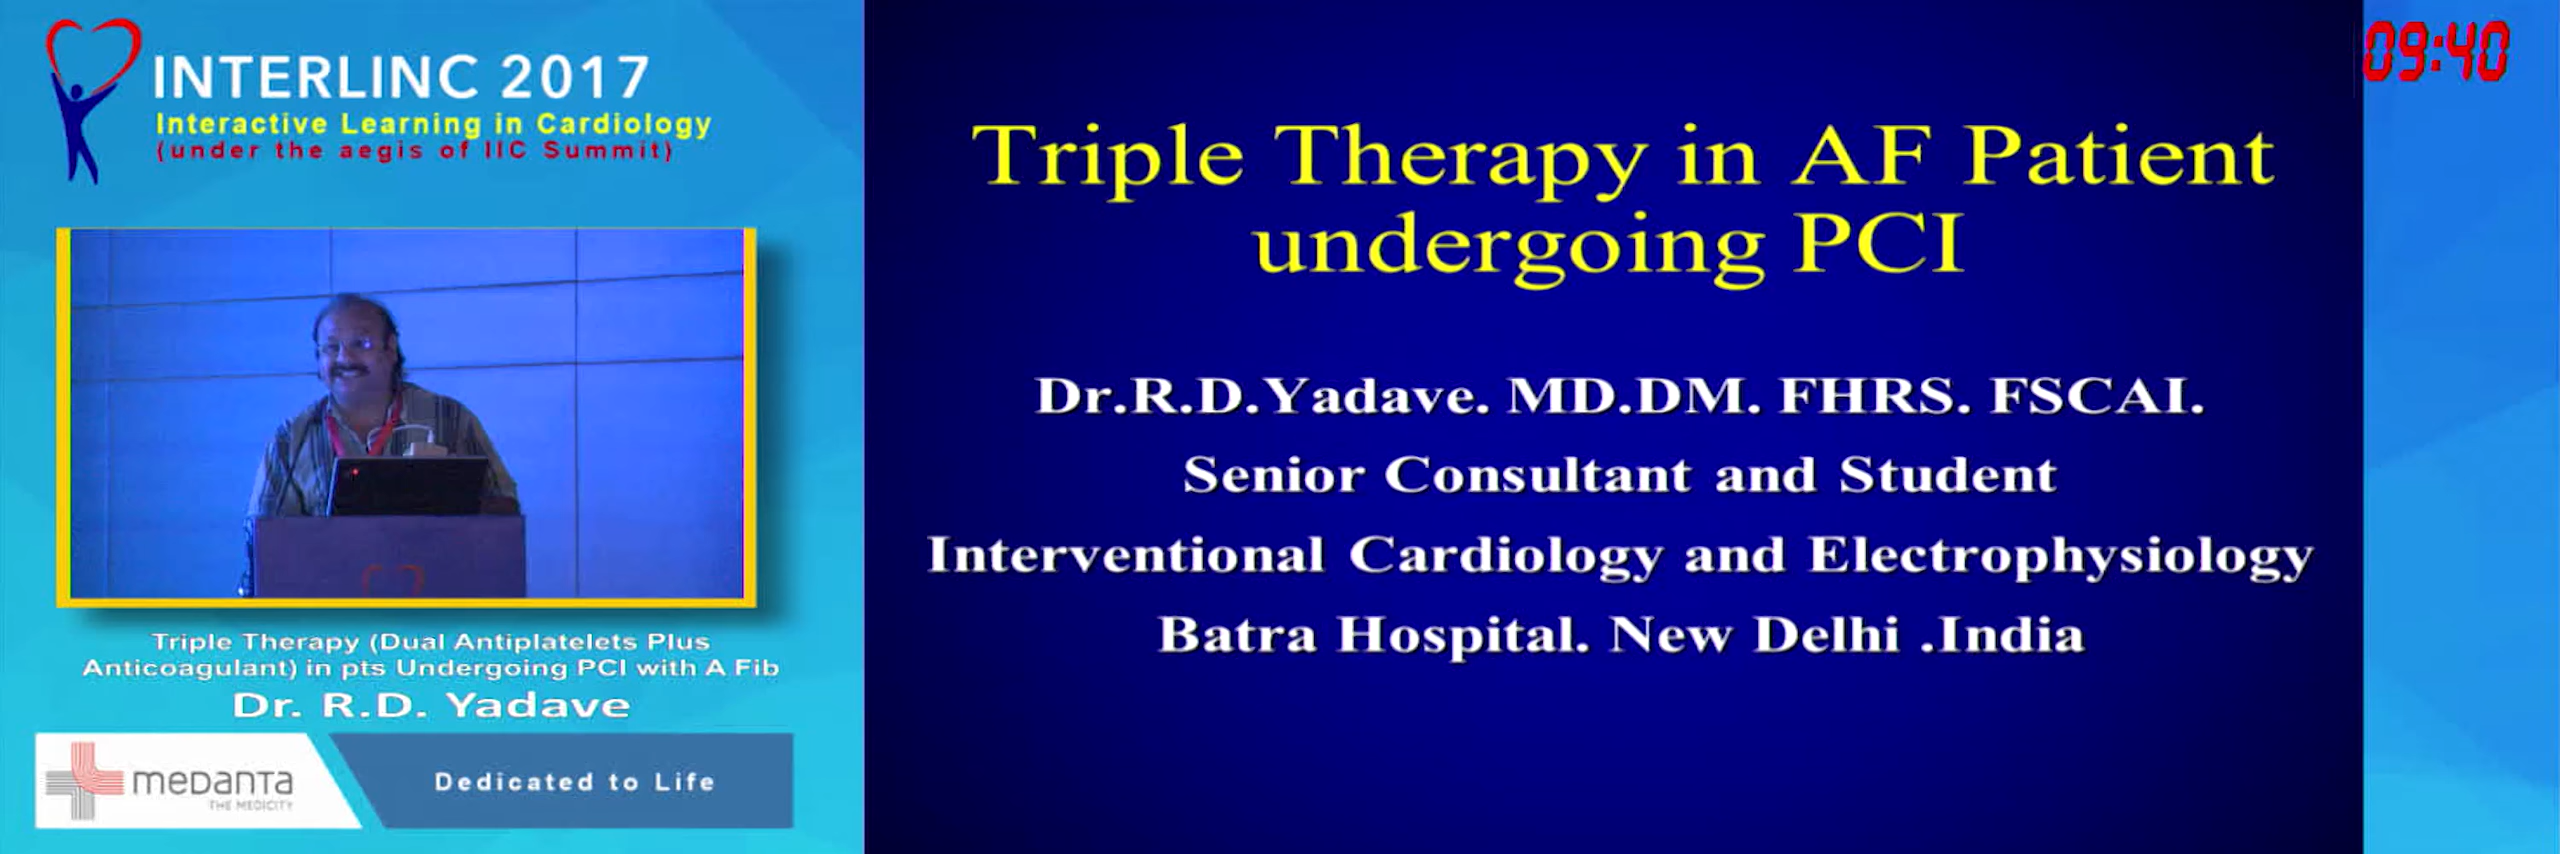 INTERLINC 2017
Interactive Learning in Cardiology
(under the aegis of IIC Summit)
Triple Therapy (Dual Antiplatelets Plus
Anticoagulant) in pts Undergoing PCI with A Fib
Dr. R.D. Yadave
meDanTa
THE MEDICITY
Dedicated to Life
Triple Therapy in AF Patient
undergoing PCI
Dr.R.D.Yadave. MD.DM. FHRS. FSCAI.
Senior Consultant and Student
Interventional Cardiology and Electrophysiology
Batra Hospital. New Delhi .India
09:40